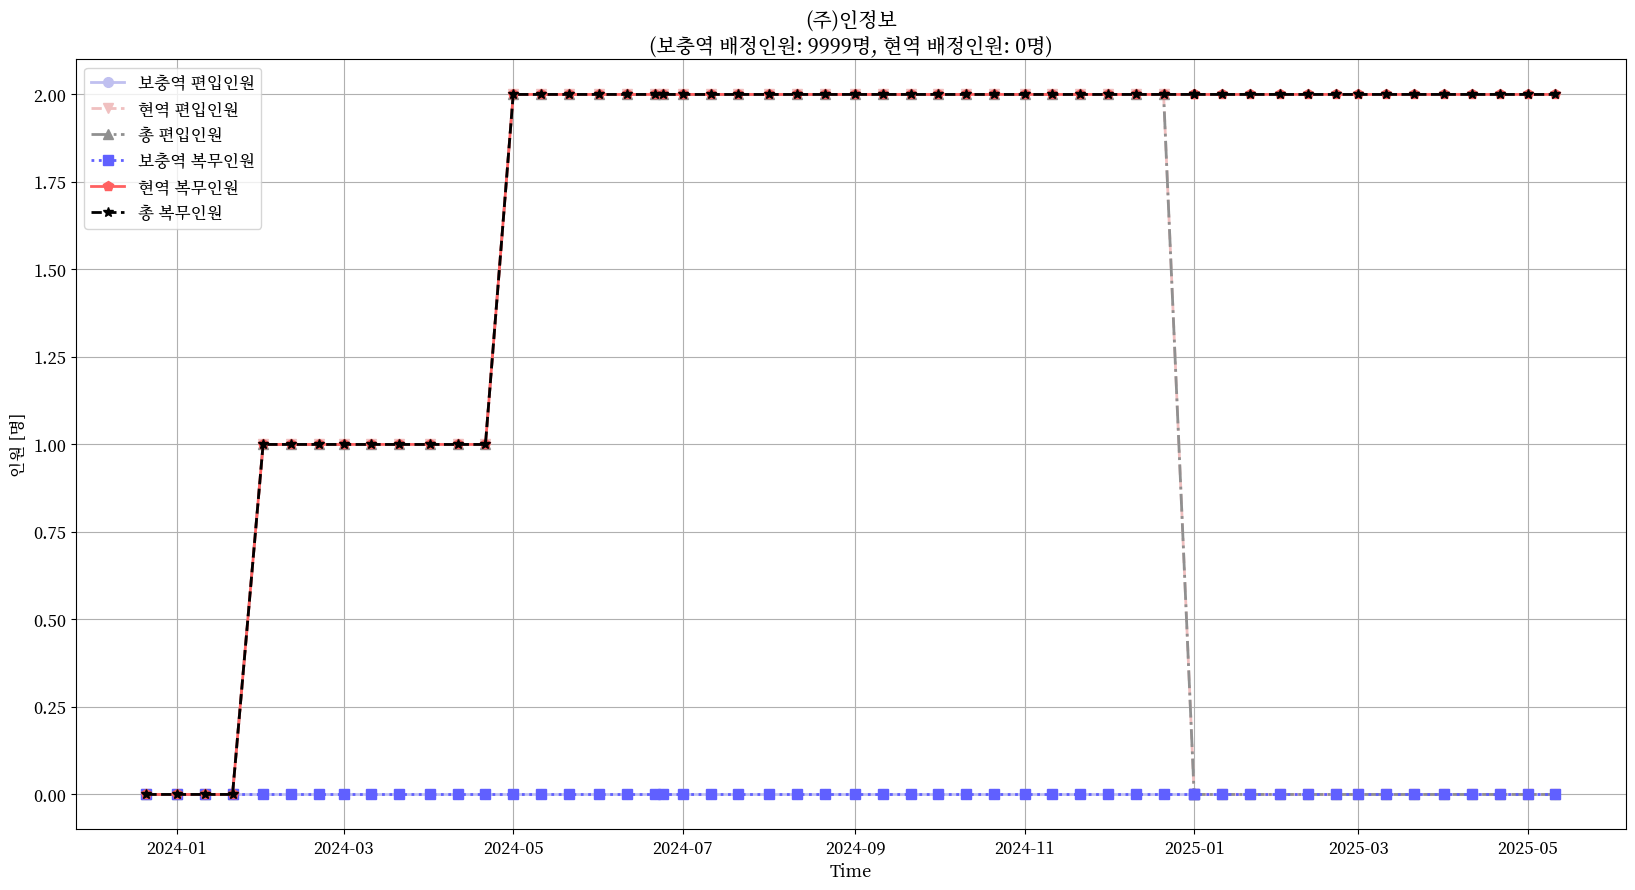 (주)인정보
(보충역 배정인원: 9999명, 현역 배정인원: 0명)
보충역 편입인원
현역 편입인원
총 편입인원
보충역 복무인원
현역 복무인원
총 복무인원
2.00
1.75
1.50
1.25
1.00
0.75
0.50
0.25
0.00
인원 [명]
2024-01 2024-03 2024-05 2024-07 2024-09 2024-11 2025-01 2025-03 2025-05
Time